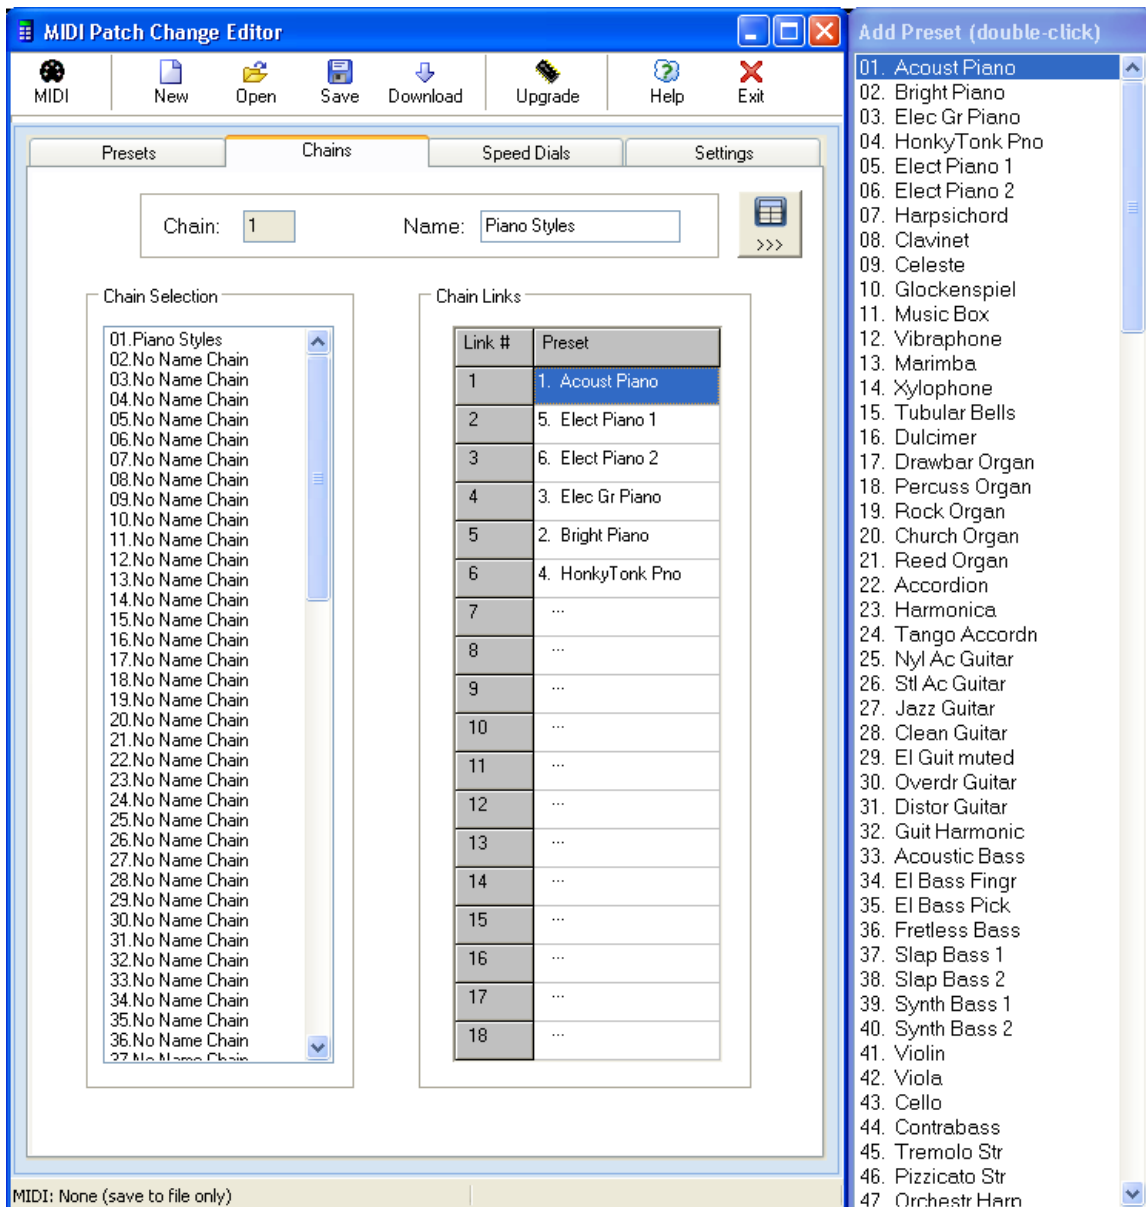 MIDI Patch Change Editor
MIDI New Open Save Download Upgrade Help Exit
Presets Chains Speed Dials Settings
Chain: 1 Name: Piano Styles
>>>
Chain Selection
01.Piano Styles
02.No Name Chain
03.No Name Chain
04.No Name Chain
05.No Name Chain
06.No Name Chain
07.No Name Chain
08.No Name Chain
09.No Name Chain
10.No Name Chain
11.No Name Chain
12.No Name Chain
13.No Name Chain
14.No Name Chain
15.No Name Chain
16.No Name Chain
17.No Name Chain
18.No Name Chain
19.No Name Chain
20.No Name Chain
21.No Name Chain
22.No Name Chain
23.No Name Chain
24.No Name Chain
25.No Name Chain
26.No Name Chain
27.No Name Chain
28.No Name Chain
29.No Name Chain
30.No Name Chain
31.No Name Chain
32.No Name Chain
33.No Name Chain
34.No Name Chain
35.No Name Chain
36.No Name Chain
37.No Name Chain
Chain Links
Link # Preset
1 1. Acoust Piano
2 5. Elect Piano 1
3 6. Elect Piano 2
4 3. Elec Gr Piano
5 2. Bright Piano
6 4. HonkyTonk Pno
7 ...
8 ...
9 ...
10 ...
11 ...
12 ...
13 ...
14 ...
15 ...
16 ...
17 ...
18 ...
MIDI: None (save to file only)
Add Preset (double-click)
01. Acoust Piano
02. Bright Piano
03. Elec Gr Piano
04. HonkyTonk Pno
05. Elect Piano 1
06. Elect Piano 2
07. Harpsichord
08. Clavinet
09. Celeste
10. Glockenspiel
11. Music Box
12. Vibraphone
13. Marimba
14. Xylophone
15. Tubular Bells
16. Dulcimer
17. Drawbar Organ
18. Percuss Organ
19. Rock Organ
20. Church Organ
21. Reed Organ
22. Accordion
23. Harmonica
24. Tango Accordn
25. Nyl Ac Guitar
26. Stl Ac Guitar
27. Jazz Guitar
28. Clean Guitar
29. El Guit muted
30. Overdr Guitar
31. Distor Guitar
32. Guit Harmonic
33. Acoustic Bass
34. El Bass Fingr
35. El Bass Pick
36. Fretless Bass
37. Slap Bass 1
38. Slap Bass 2
39. Synth Bass 1
40. Synth Bass 2
41. Violin
42. Viola
43. Cello
44. Contrabass
45. Tremolo Str
46. Pizzicato Str
47. Orchestr Harp